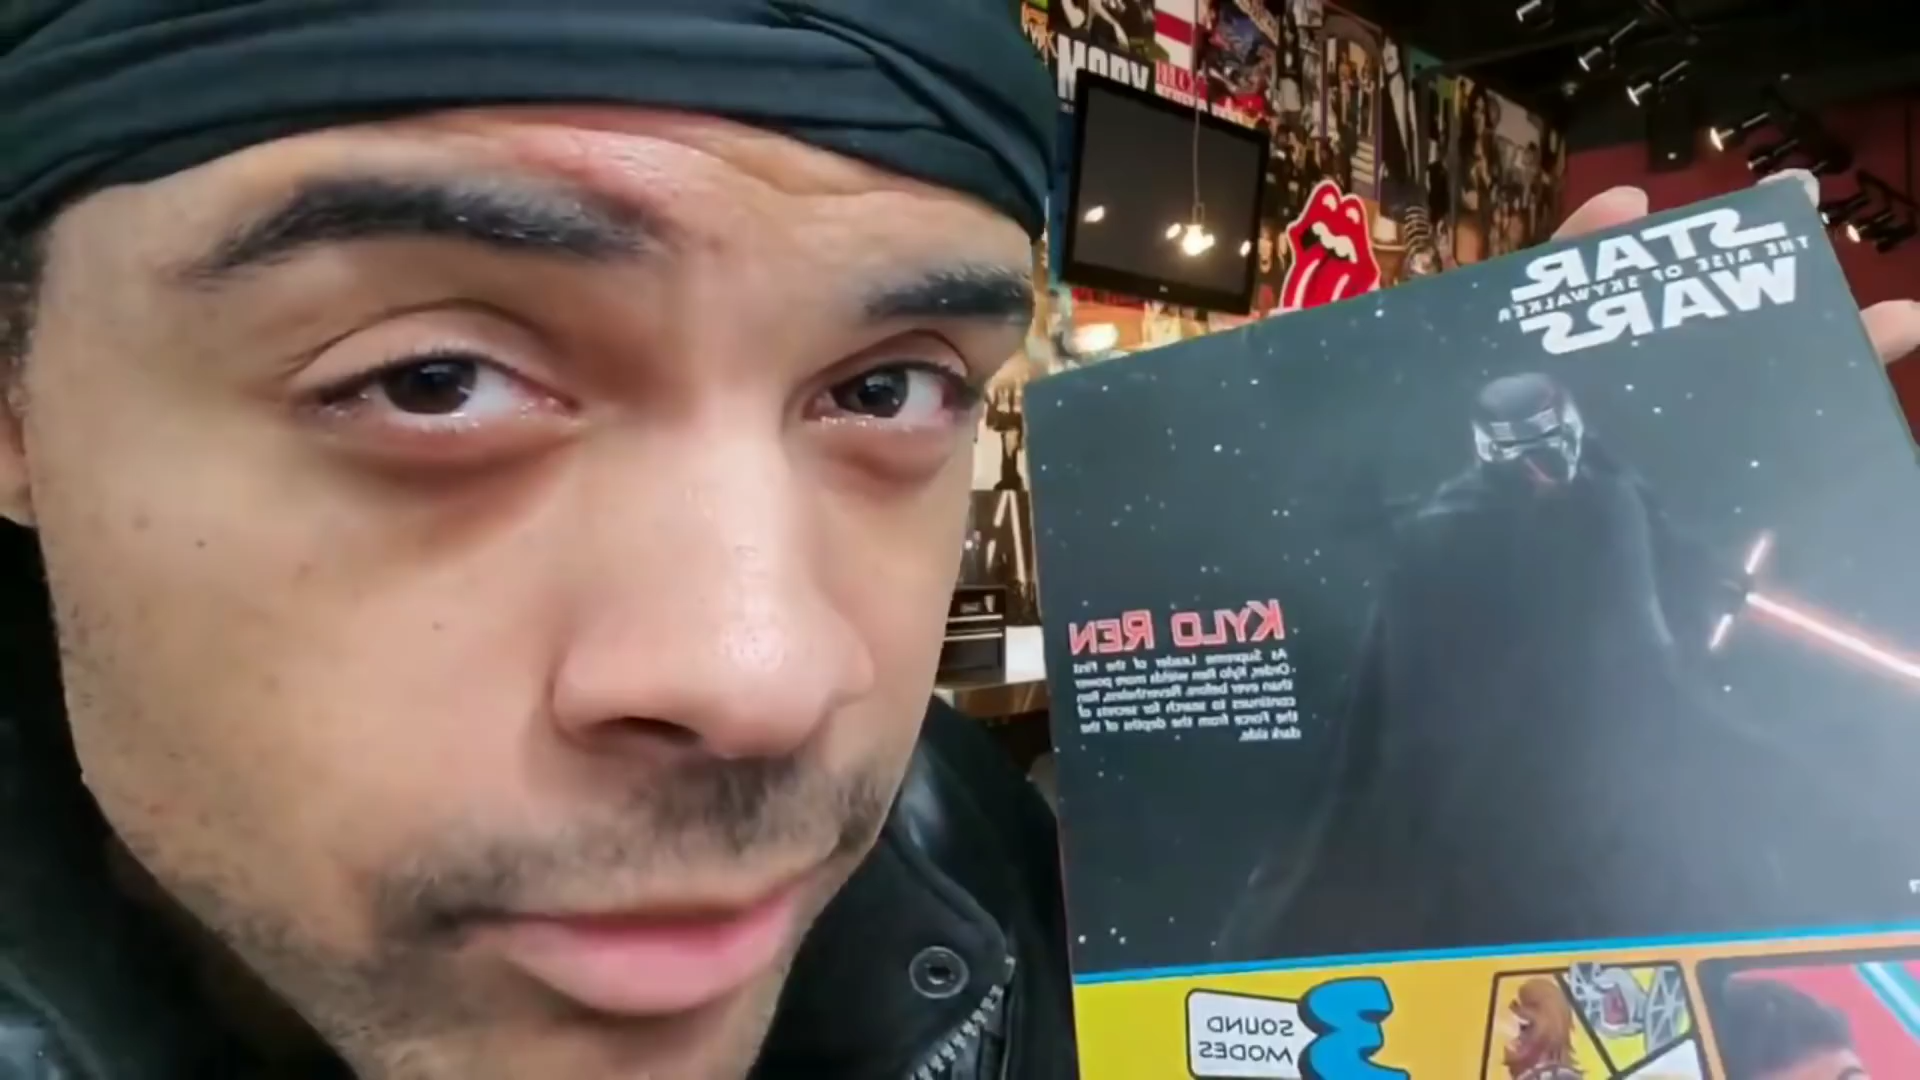 MOBY
STAR
THE RISE OF SKYWALKER
WARS
KYLO REN
As Supreme Leader of the First
Order, Kylo Ren wields more power
than ever before. Nevertheless, Ren,
continues to search for secrets of
the Force from the depths of the
dark side.
3
SOUND
MODES